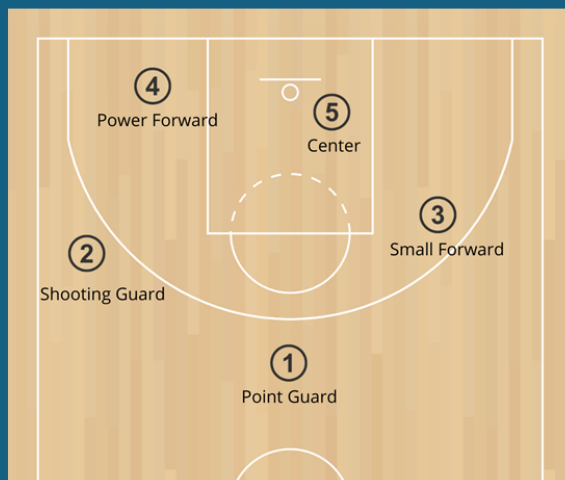 4
Power Forward
5
Center
3
Small Forward
2
Shooting Guard
1
Point Guard